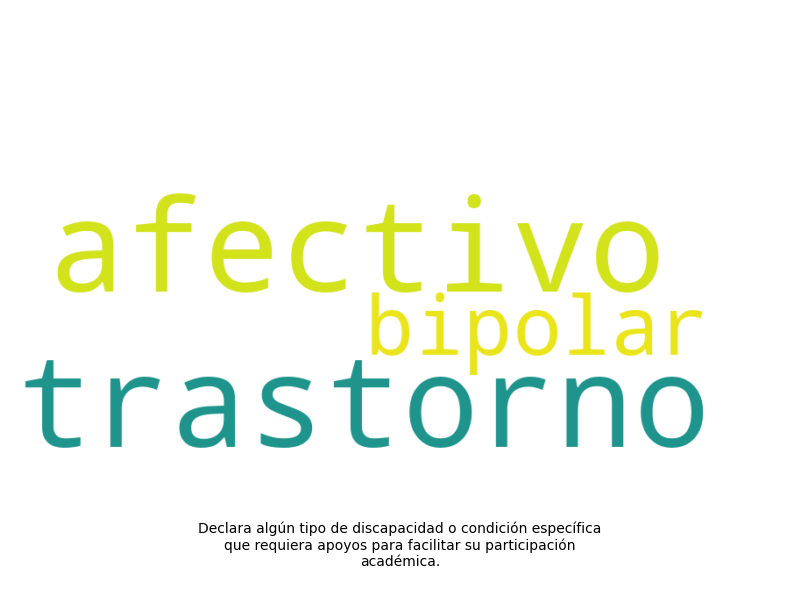 afectivo
bipolar
trastorno
Declara algún tipo de discapacidad o condición específica
que requiera apoyos para facilitar su participación
académica.